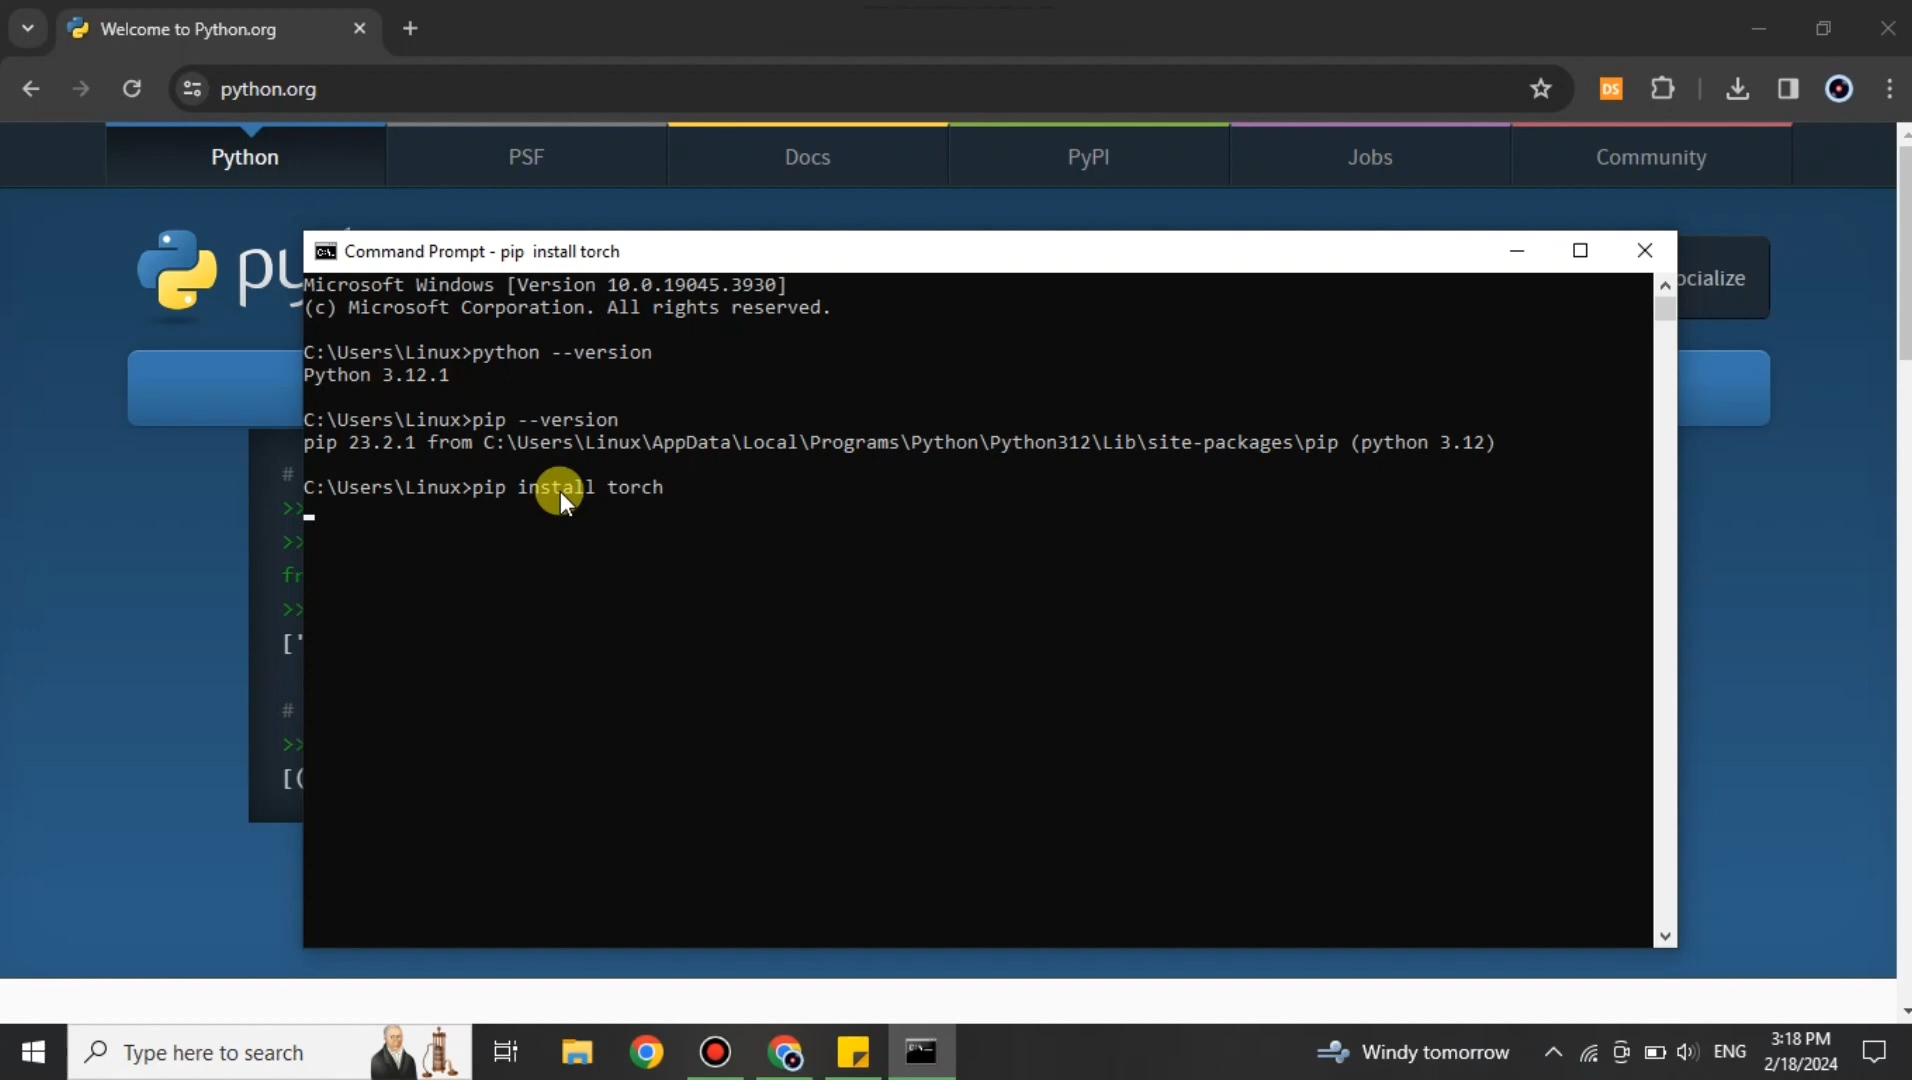 Welcome to Python.org
python.org
DS
Python
PSF
Docs
PyPI
Jobs
Community
py
ocialize
Command Prompt - pip  install torch
Microsoft Windows [Version 10.0.19045.3930]
(c) Microsoft Corporation. All rights reserved.
C:\Users\Linux>python --version
Python 3.12.1
C:\Users\Linux>pip --version
pip 23.2.1 from C:\Users\Linux\AppData\Local\Programs\Python\Python312\Lib\site-packages\pip (python 3.12)
#
C:\Users\Linux>pip install torch
>>
>>
fr
>>
['
#
>>
[(
Type here to search
Windy tomorrow
ENG
3:18 PM
2/18/2024